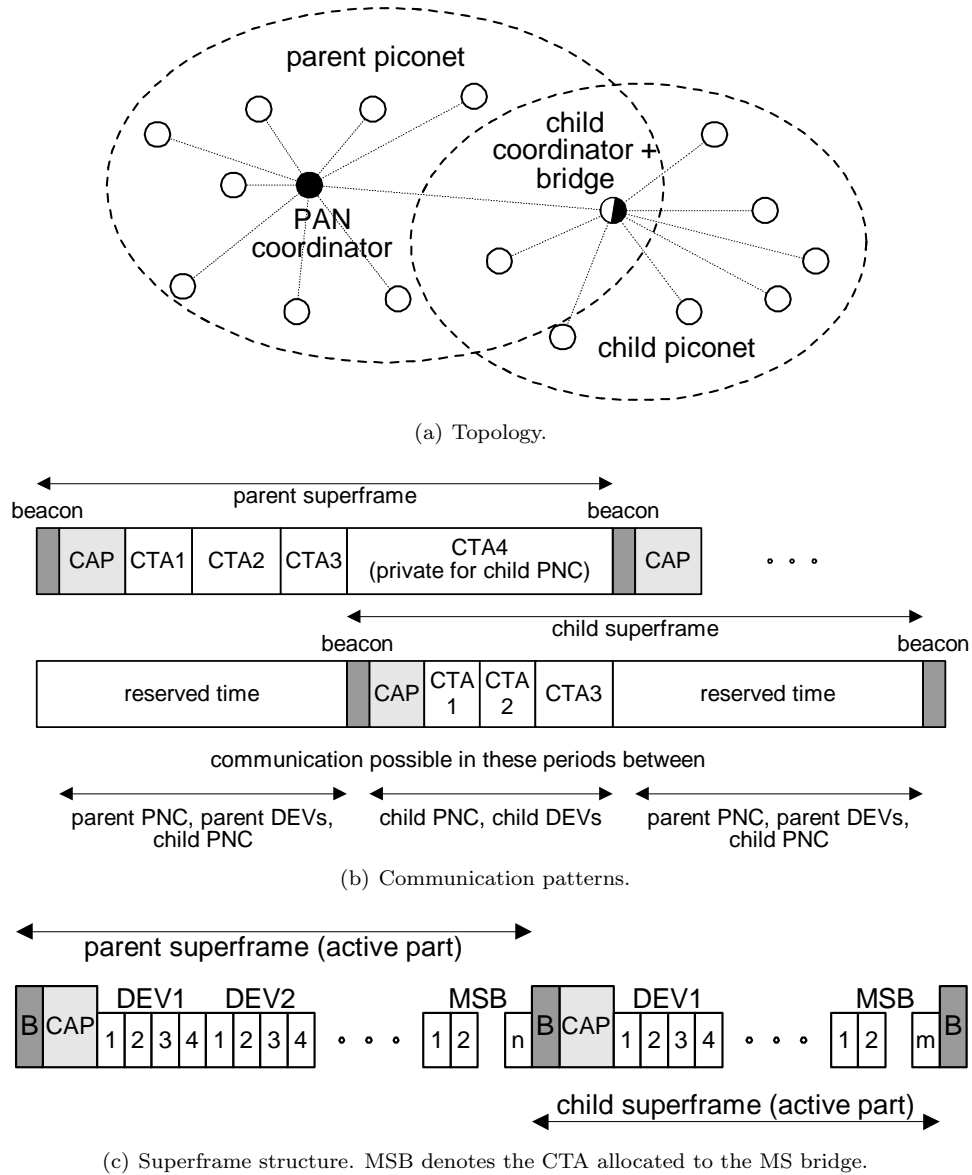 parent piconet
child
coordinator +
bridge
PAN
coordinator
child piconet
(a) Topology.
parent superframe
beacon
beacon
CAP
CTA1
CTA2
CTA3
CTA4
(private for child PNC)
CAP
child superframe
beacon
beacon
reserved time
CAP
CTA
1
CTA
2
CTA3
reserved time
communication possible in these periods between
parent PNC, parent DEVs,
child PNC
child PNC, child DEVs
parent PNC, parent DEVs,
child PNC
(b) Communication patterns.
parent superframe (active part)
DEV1 DEV2 MSB DEV1 MSB
B CAP 1 2 3 4 1 2 3 4 1 2 n B CAP 1 2 3 4 1 2 m B
child superframe (active part)
(c) Superframe structure. MSB denotes the CTA allocated to the MS bridge.